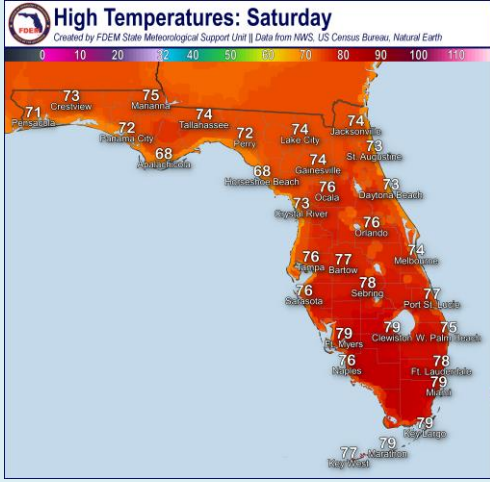 FDEM
High Temperatures: Saturday
Created by FDEM State Meteorological Support Unit || Data from NWS, US Census Bureau, Natural Earth
0 10 20 32 40 50 60 70 80 90 100 110
73
Crestview
75
Marianna
71
Pensacola
74
Tallahassee
74
Jacksonville
72
Panama City
72
Perry
74
Lake City
73
St. Augustine
68
Apalachicola
68
Horseshoe Beach
74
Gainesville
76
Ocala
73
Daytona Beach
73
Crystal River
76
Orlando
74
Melbourne
76
Tampa
77
Bartow
78
Sebring
76
Sarasota
77
Port St. Lucie
79
Ft. Myers
79
Clewiston
75
W. Palm Beach
76
Naples
78
Ft. Lauderdale
79
Miami
79
Key Largo
79
Marathon
77
Key West